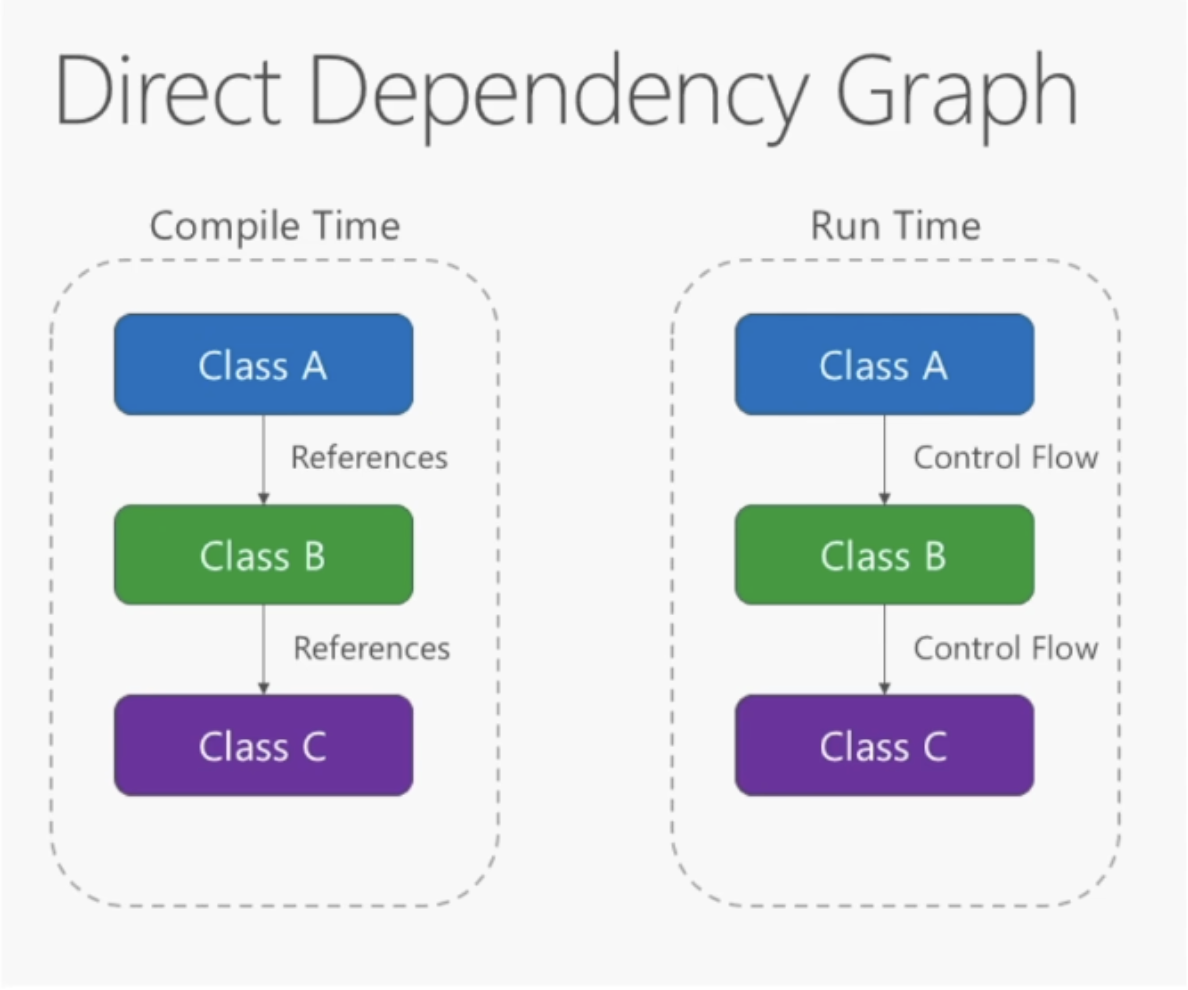 Direct Dependency Graph
Compile Time
Class A
References
Class B
References
Class C
Run Time
Class A
Control Flow
Class B
Control Flow
Class C